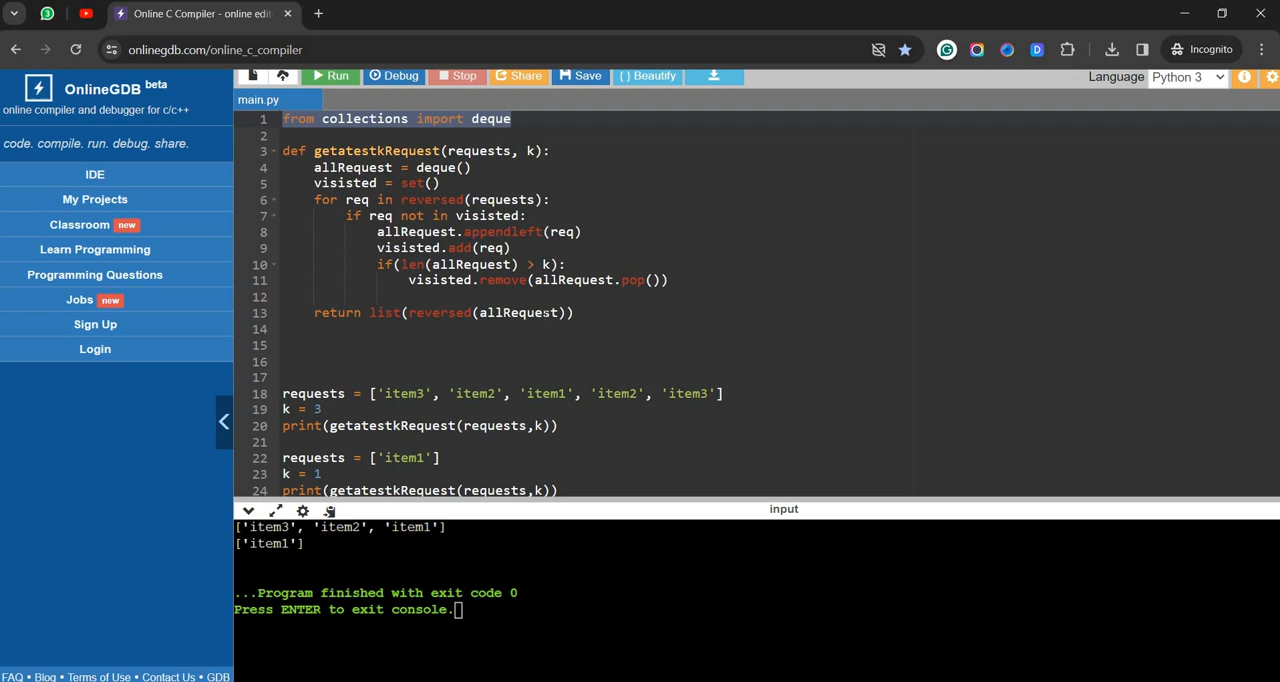 3
Online C Compiler - online edit
onlinegdb.com/online_c_compiler
Incognito
OnlineGDB beta
online compiler and debugger for c/c++
code. compile. run. debug. share.
IDE
My Projects
Classroom new
Learn Programming
Programming Questions
Jobs new
Sign Up
Login
FAQ • Blog • Terms of Use • Contact Us • GDB
Run Debug Stop Share Save { } Beautify
Language Python 3
main.py
1 from collections import deque
2
3 def getatestkRequest(requests, k):
4 allRequest = deque()
5 visisted = set()
6 for req in reversed(requests):
7 if req not in visisted:
8 allRequest.appendleft(req)
9 visisted.add(req)
10 if(len(allRequest) > k):
11 visisted.remove(allRequest.pop())
12
13 return list(reversed(allRequest))
14
15
16
17
18 requests = ['item3', 'item2', 'item1', 'item2', 'item3']
19 k = 3
20 print(getatestkRequest(requests,k))
21
22 requests = ['item1']
23 k = 1
24 print(getatestkRequest(requests,k))
input
['item3', 'item2', 'item1']
['item1']
...Program finished with exit code 0
Press ENTER to exit console.